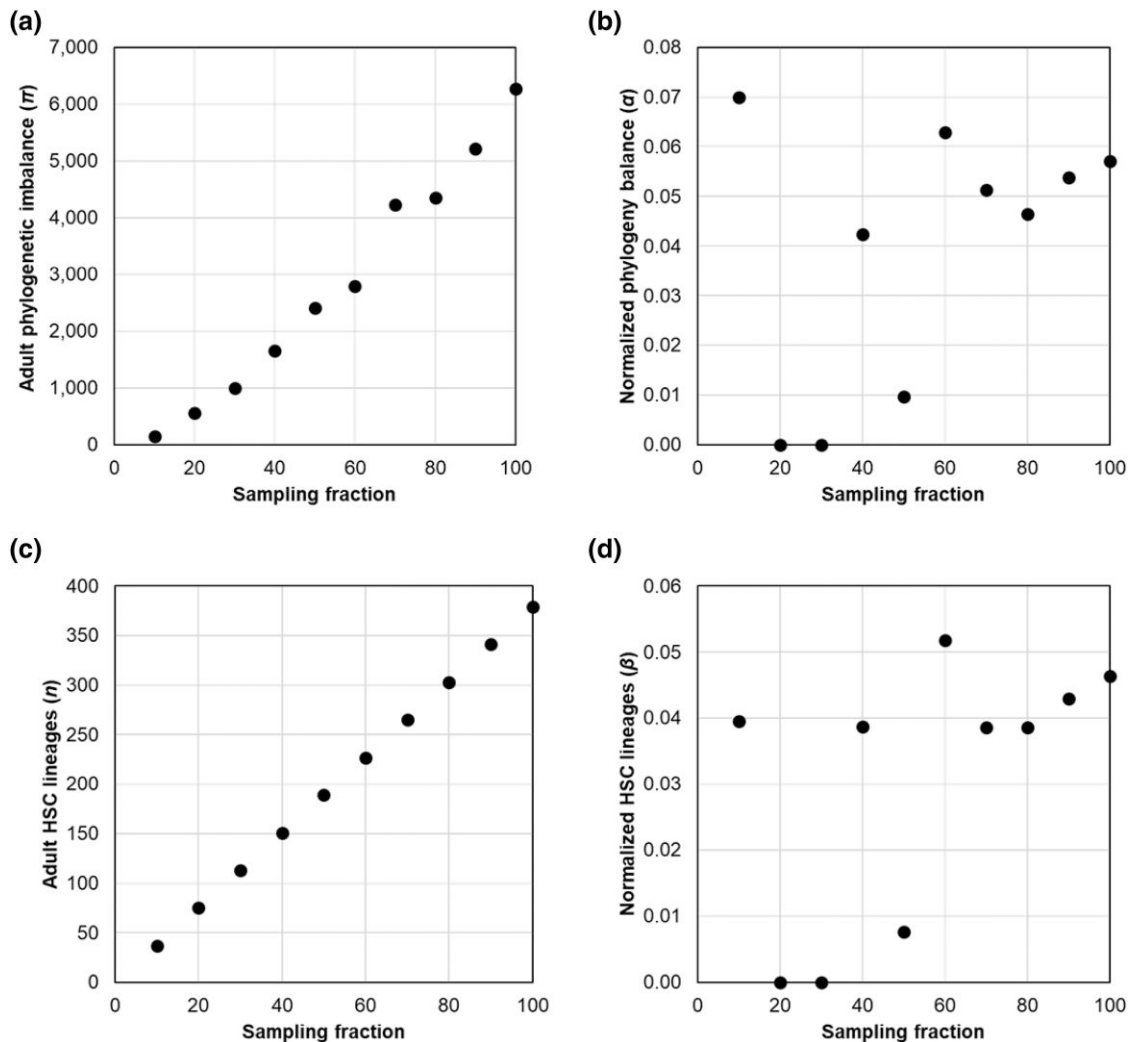 (a)
Adult phylogenetic imbalance (π)
7,000
6,000
5,000
4,000
3,000
2,000
1,000
0
0 20 40 60 80 100
Sampling fraction
(b)
Normalized phylogeny balance (α)
0.08
0.07
0.06
0.05
0.04
0.03
0.02
0.01
0.00
0 20 40 60 80 100
Sampling fraction
(c)
Adult HSC lineages (n)
400
350
300
250
200
150
100
50
0
0 20 40 60 80 100
Sampling fraction
(d)
Normalized HSC lineages (β)
0.06
0.05
0.04
0.03
0.02
0.01
0.00
0 20 40 60 80 100
Sampling fraction